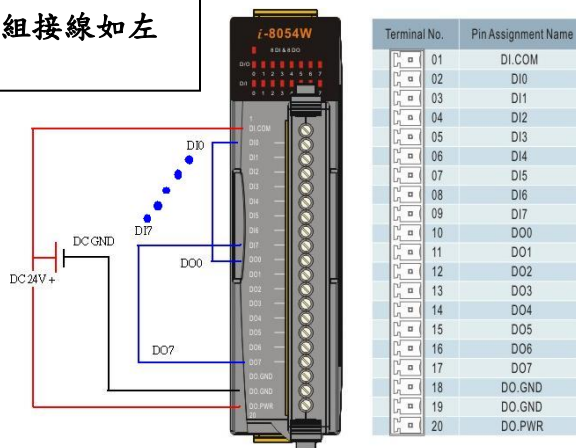 組接線如左
i-8054W
8 DI & 8 DO
D/O
0 1 2 3 4 5 6 7
D/I
0 1 2 3
1
DI.COM
DI0
DI1
DI2
DI3
DI4
DI5
DI6
DI7
DO0
DO1
DO2
DO3
DO4
DO5
DO6
DO7
DO.GND
DO.GND
DO.PWR
20
DI0
DI7
DC GND
DO0
DC 24V +
DO7
Terminal No. Pin Assignment Name
01 DI.COM
02 DI0
03 DI1
04 DI2
05 DI3
06 DI4
07 DI5
08 DI6
09 DI7
10 DO0
11 DO1
12 DO2
13 DO3
14 DO4
15 DO5
16 DO6
17 DO7
18 DO.GND
19 DO.GND
20 DO.PWR